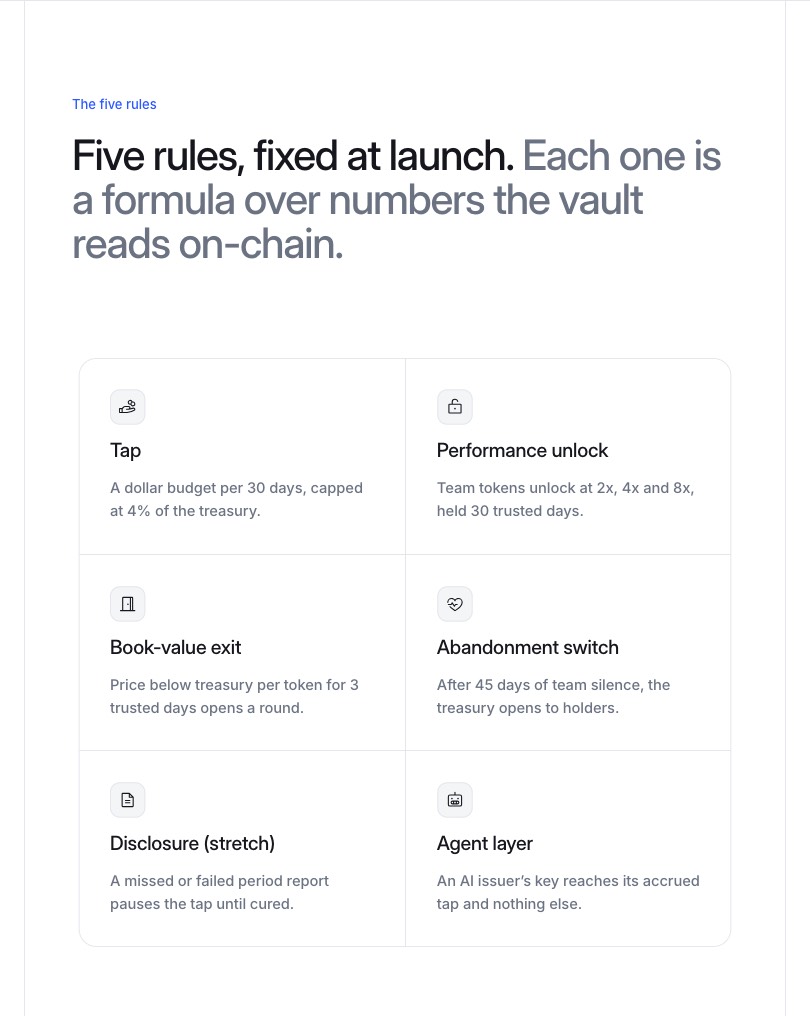 The five rules
Five rules, fixed at launch. Each one is
a formula over numbers the vault
reads on-chain.
Tap
A dollar budget per 30 days, capped
at 4% of the treasury.
Performance unlock
Team tokens unlock at 2x, 4x and 8x,
held 30 trusted days.
Book-value exit
Price below treasury per token for 3
trusted days opens a round.
Abandonment switch
After 45 days of team silence, the
treasury opens to holders.
Disclosure (stretch)
A missed or failed period report
pauses the tap until cured.
Agent layer
An AI issuer’s key reaches its accrued
tap and nothing else.